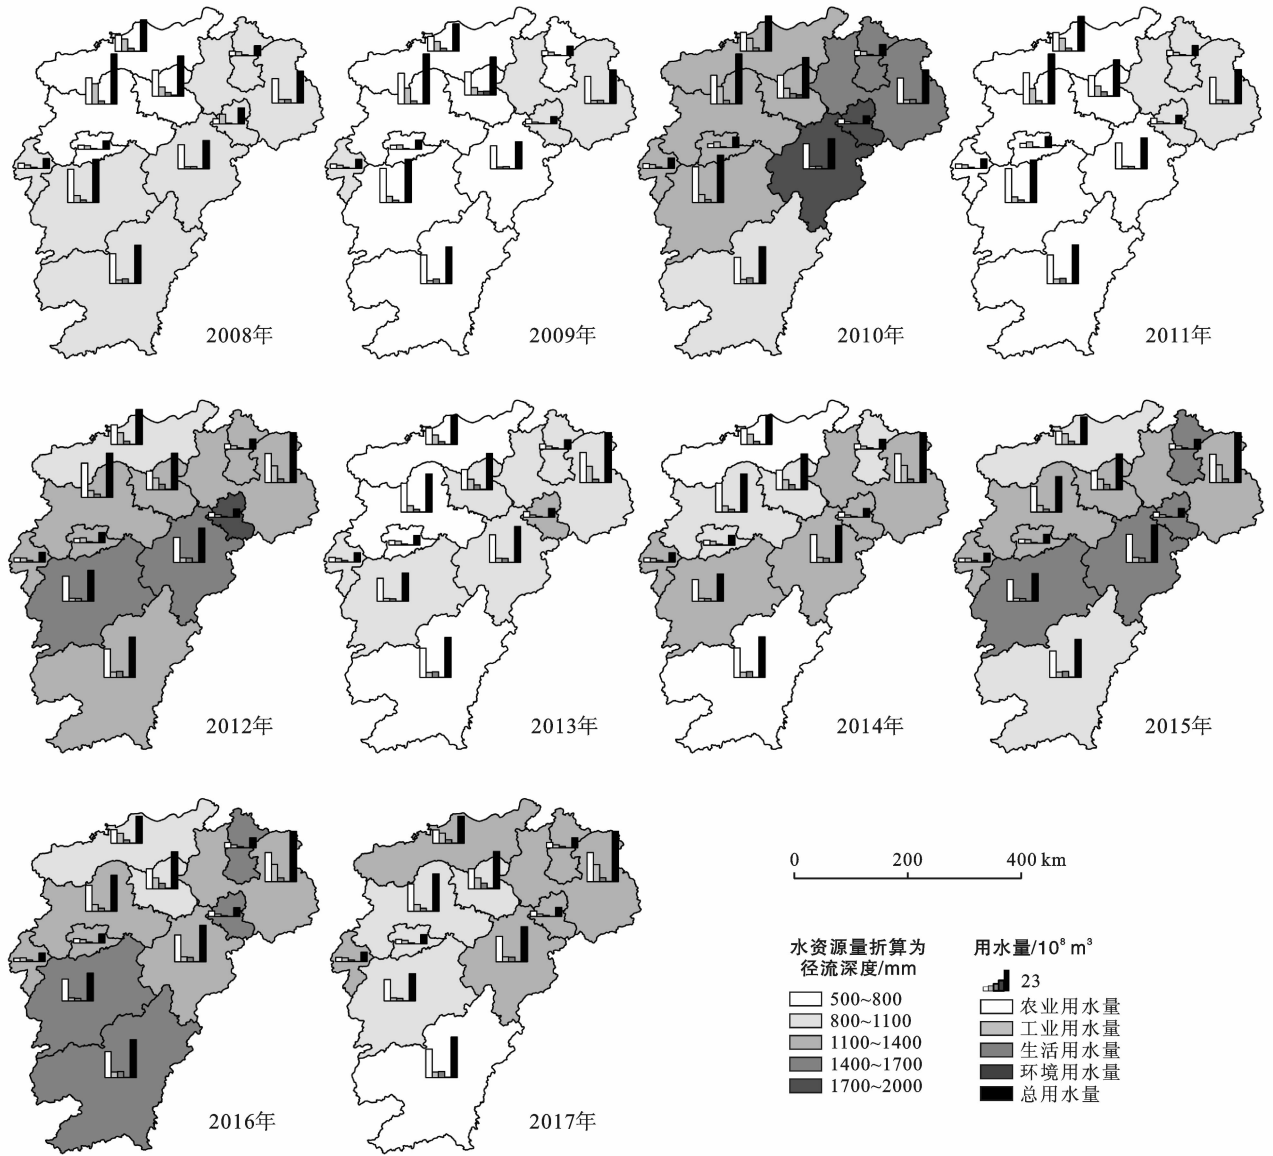 2008年
2009年
2010年
2011年
2012年
2013年
2014年
2015年
2016年
2017年
0 200 400 km
水资源量折算为
径流深度/mm
500~800
800~1100
1100~1400
1400~1700
1700~2000
用水量/10⁸ m³
23
农业用水量
工业用水量
生活用水量
环境用水量
总用水量